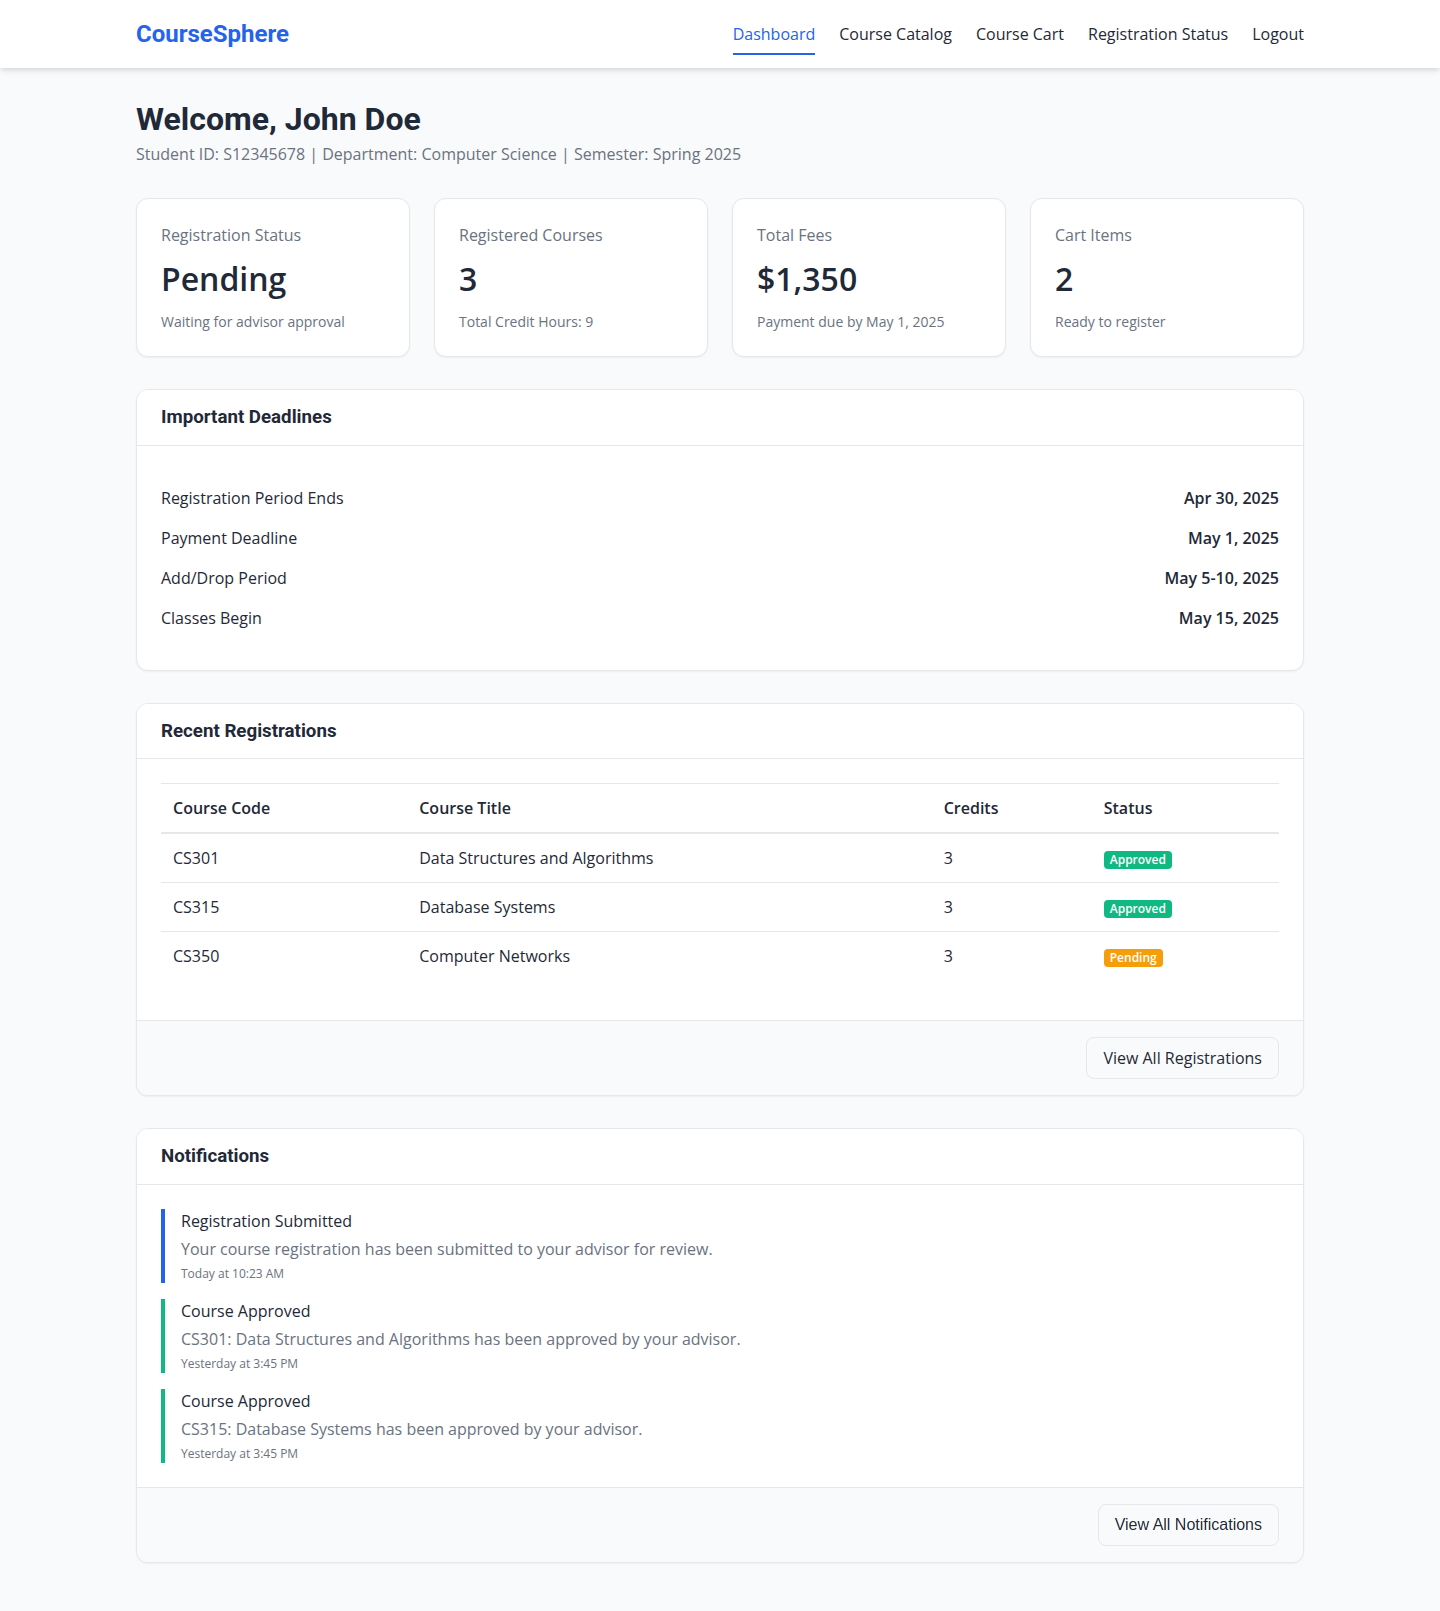 CourseSphere
Dashboard Course Catalog Course Cart Registration Status Logout
Welcome, John Doe
Student ID: S12345678 | Department: Computer Science | Semester: Spring 2025
Registration Status
Pending
Waiting for advisor approval
Registered Courses
3
Total Credit Hours: 9
Total Fees
$1,350
Payment due by May 1, 2025
Cart Items
2
Ready to register
Important Deadlines
Registration Period Ends Apr 30, 2025
Payment Deadline May 1, 2025
Add/Drop Period May 5-10, 2025
Classes Begin May 15, 2025
Recent Registrations
Course Code Course Title Credits Status
CS301 Data Structures and Algorithms 3 Approved
CS315 Database Systems 3 Approved
CS350 Computer Networks 3 Pending
View All Registrations
Notifications
Registration Submitted
Your course registration has been submitted to your advisor for review.
Today at 10:23 AM
Course Approved
CS301: Data Structures and Algorithms has been approved by your advisor.
Yesterday at 3:45 PM
Course Approved
CS315: Database Systems has been approved by your advisor.
Yesterday at 3:45 PM
View All Notifications